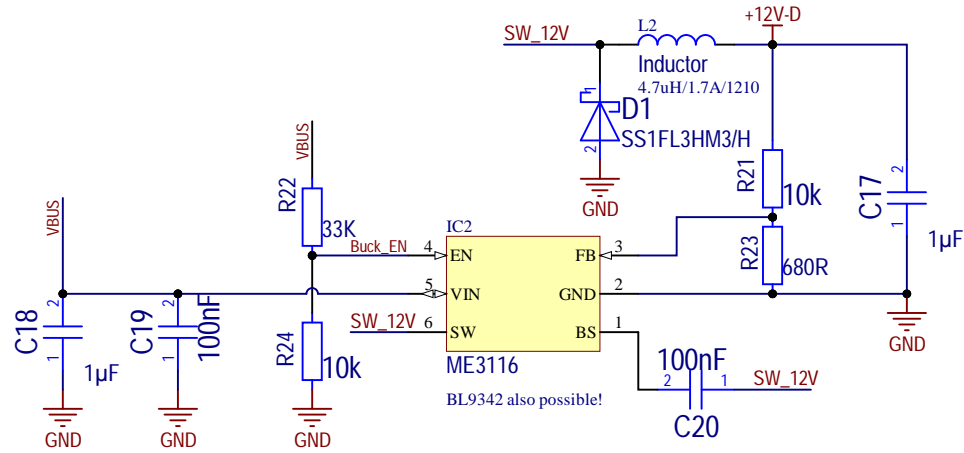 +12V-D
SW_12V
L2
Inductor
4.7uH/1.7A/1210
1
D1
SS1FL3HM3/H
2
GND
VBUS
R22
33K
R21
10k
2
C17
1
1µF
VBUS
IC2
Buck_EN
4
EN
FB
3
R23
680R
5
VIN
GND
2
SW_12V
6
SW
BS
1
GND
2
C18
1
1µF
2
C19
1
100nF
R24
10k
ME3116
BL9342 also possible!
100nF
2
1
SW_12V
C20
GND
GND
GND